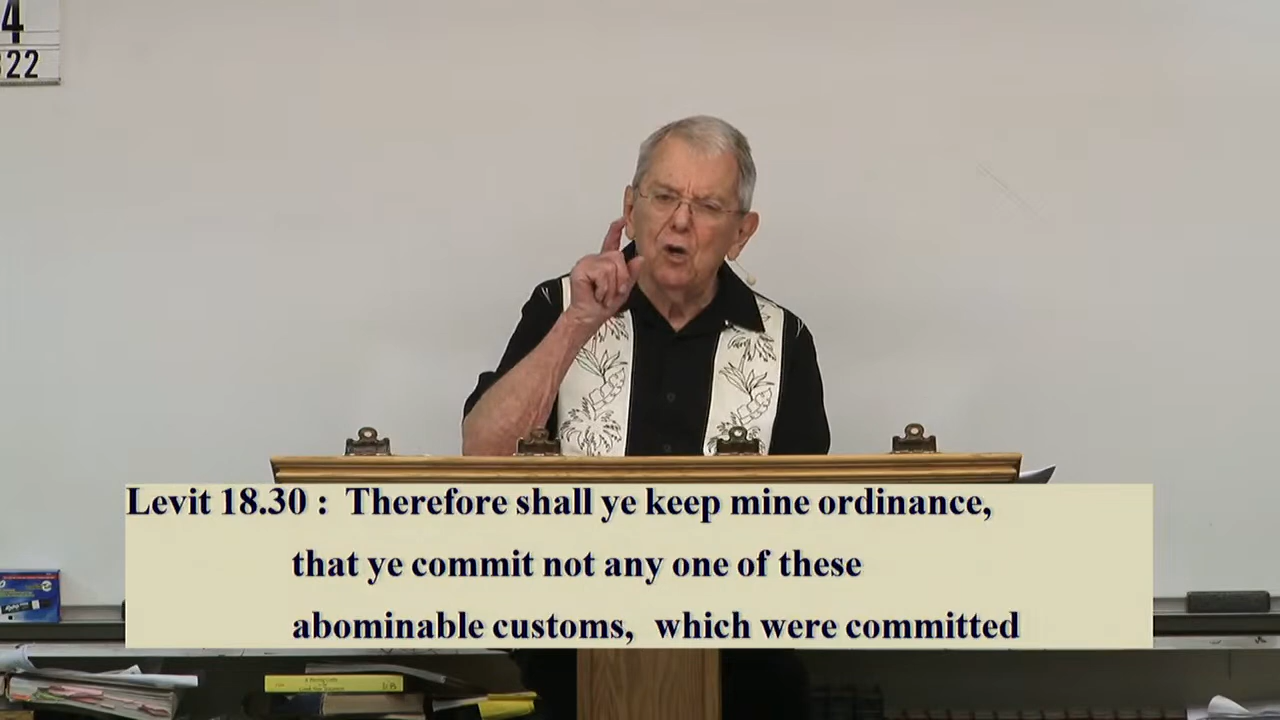 4
322
Levit 18.30 : Therefore shall ye keep mine ordinance,
that ye commit not any one of these
abominable customs, which were committed